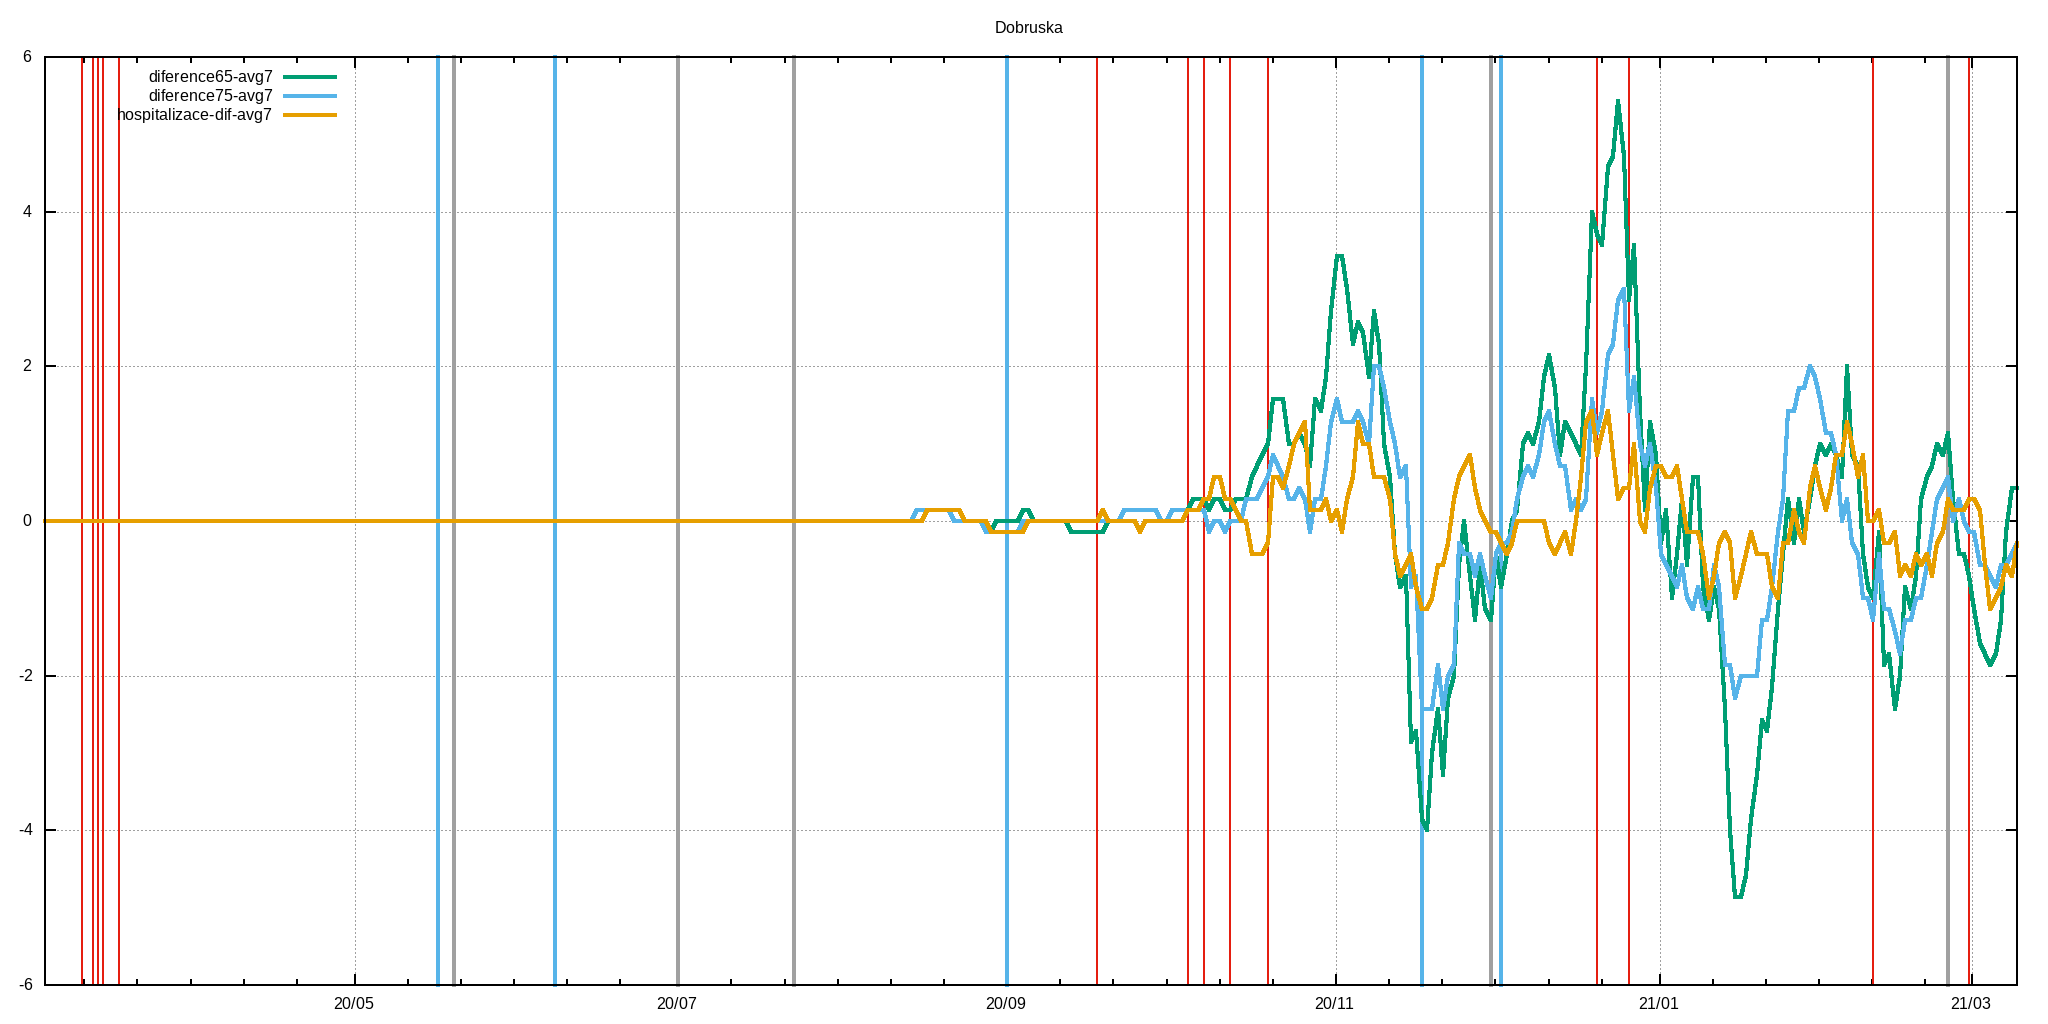 Dobruska
diference65-avg7
diference75-avg7
hospitalizace-dif-avg7
6
4
2
0
-2
-4
-6
20/05 20/07 20/09 20/11 21/01 21/03